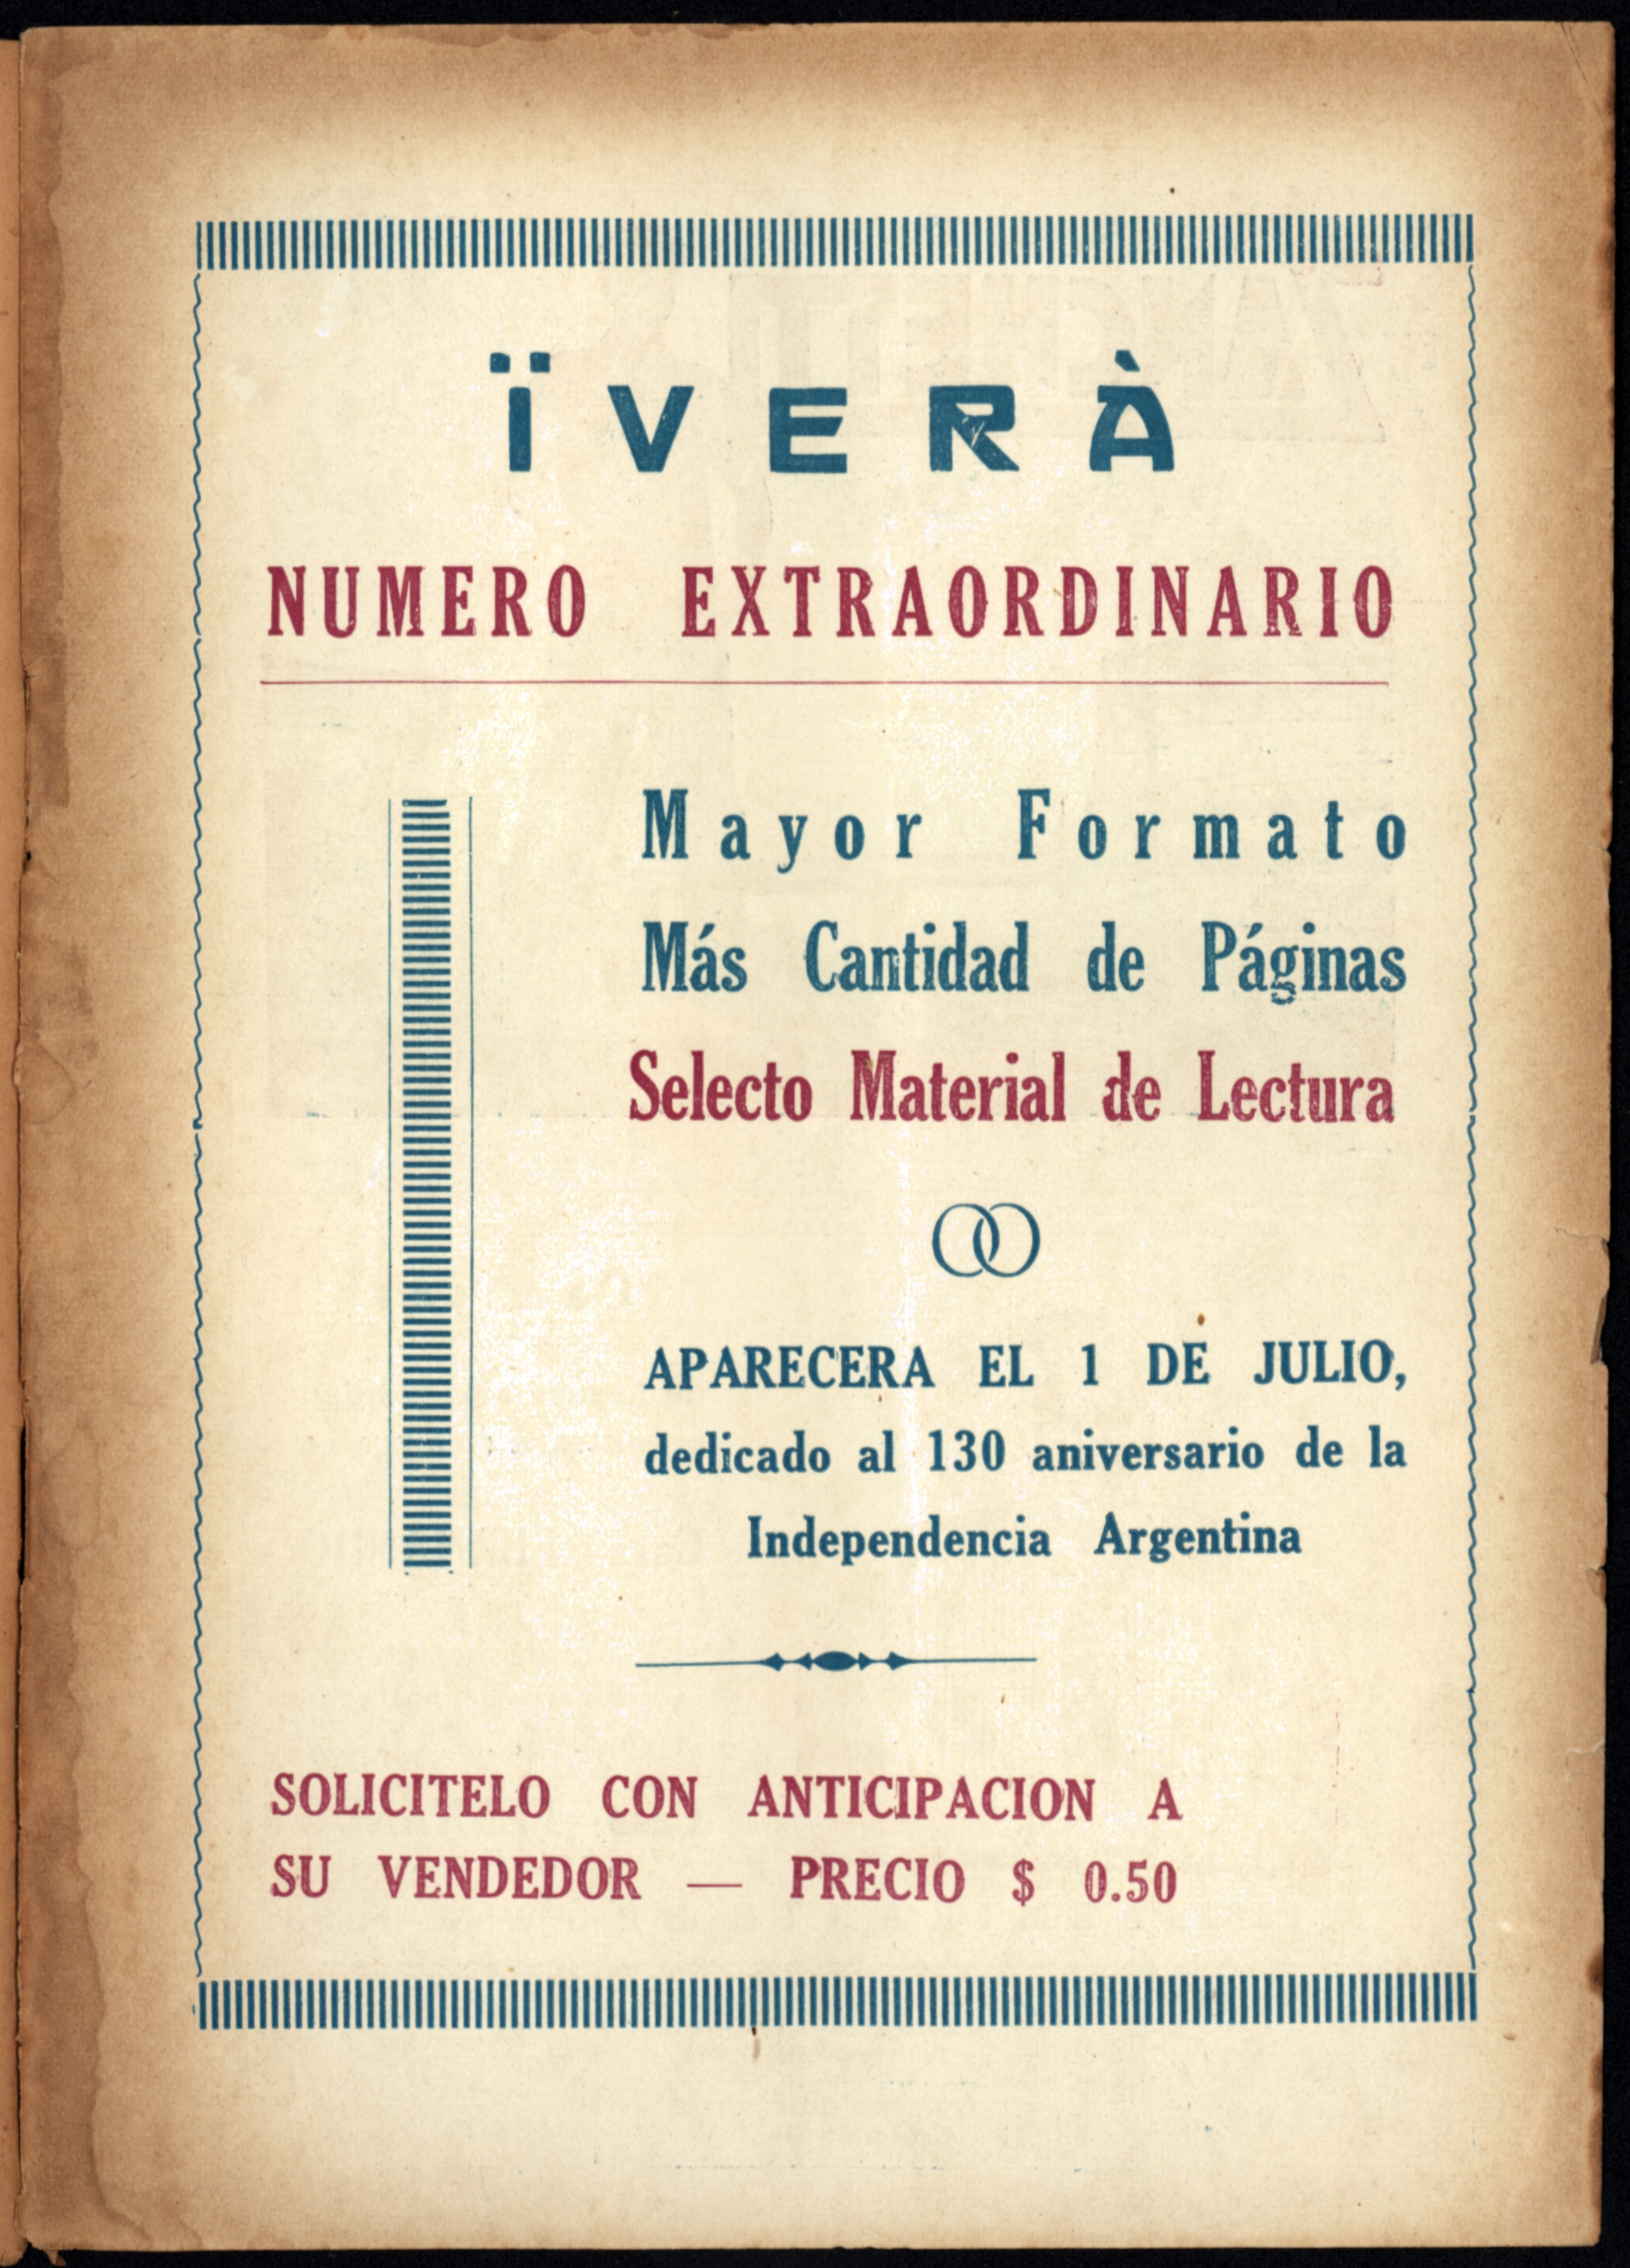 ÏVERÀ
NUMERO EXTRAORDINARIO
Mayor Formato
Más Cantidad de Páginas
Selecto Material de Lectura
APARECERA EL 1 DE JULIO,
dedicado al 130 aniversario de la
Independencia Argentina
SOLICITELO CON ANTICIPACION A
SU VENDEDOR — PRECIO $ 0.50